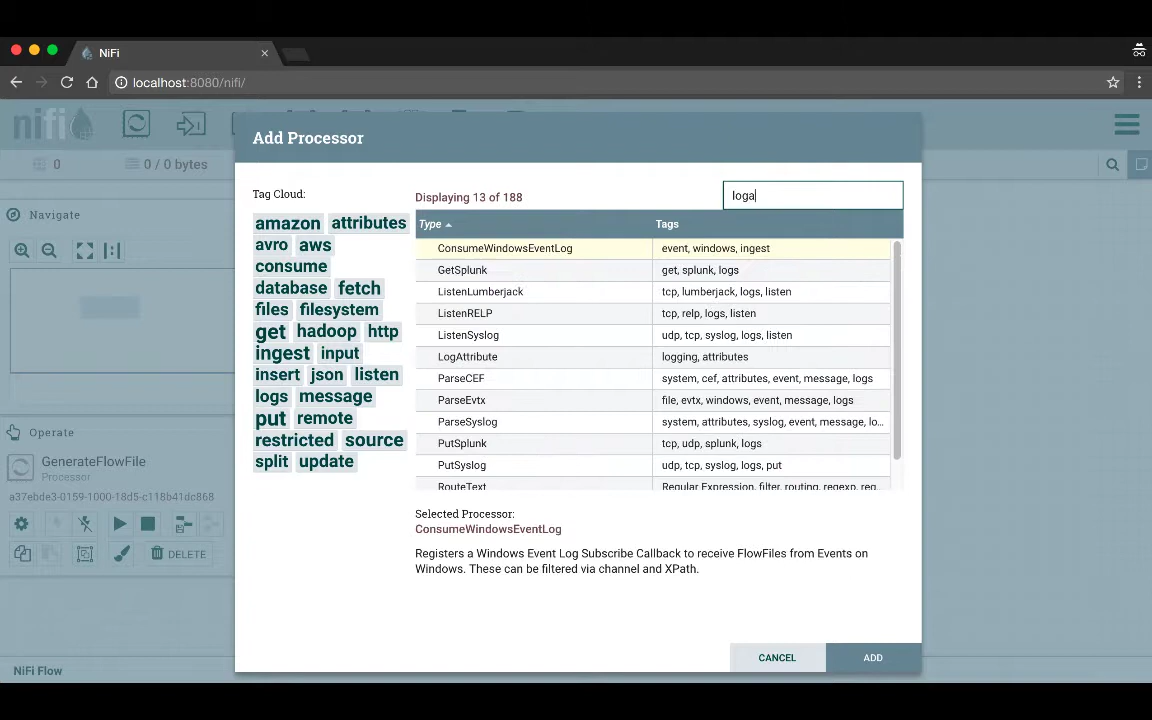 NiFi
localhost:8080/nifi/
nifi
Add Processor
0
0 / 0 bytes
Tag Cloud:
Displaying 13 of 188
loga
Navigate
amazon attributes
avro aws
consume
database fetch
files filesystem
get hadoop http
ingest input
insert json listen
logs message
put remote
restricted source
split update
Type Tags
ConsumeWindowsEventLog event, windows, ingest
GetSplunk get, splunk, logs
ListenLumberjack tcp, lumberjack, logs, listen
ListenRELP tcp, relp, logs, listen
ListenSyslog udp, tcp, syslog, logs, listen
LogAttribute logging, attributes
ParseCEF system, cef, attributes, event, message, logs
ParseEvtx file, evtx, windows, event, message, logs
ParseSyslog system, attributes, syslog, event, message, lo...
PutSplunk tcp, udp, splunk, logs
PutSyslog udp, tcp, syslog, logs, put
RouteText Regular Expression, filter, routing, regexp, reg...
Operate
GenerateFlowFile
Processor
a37ebde3-0159-1000-18d5-c118b41dc868
DELETE
Selected Processor:
ConsumeWindowsEventLog
Registers a Windows Event Log Subscribe Callback to receive FlowFiles from Events on
Windows. These can be filtered via channel and XPath.
CANCEL
ADD
NiFi Flow